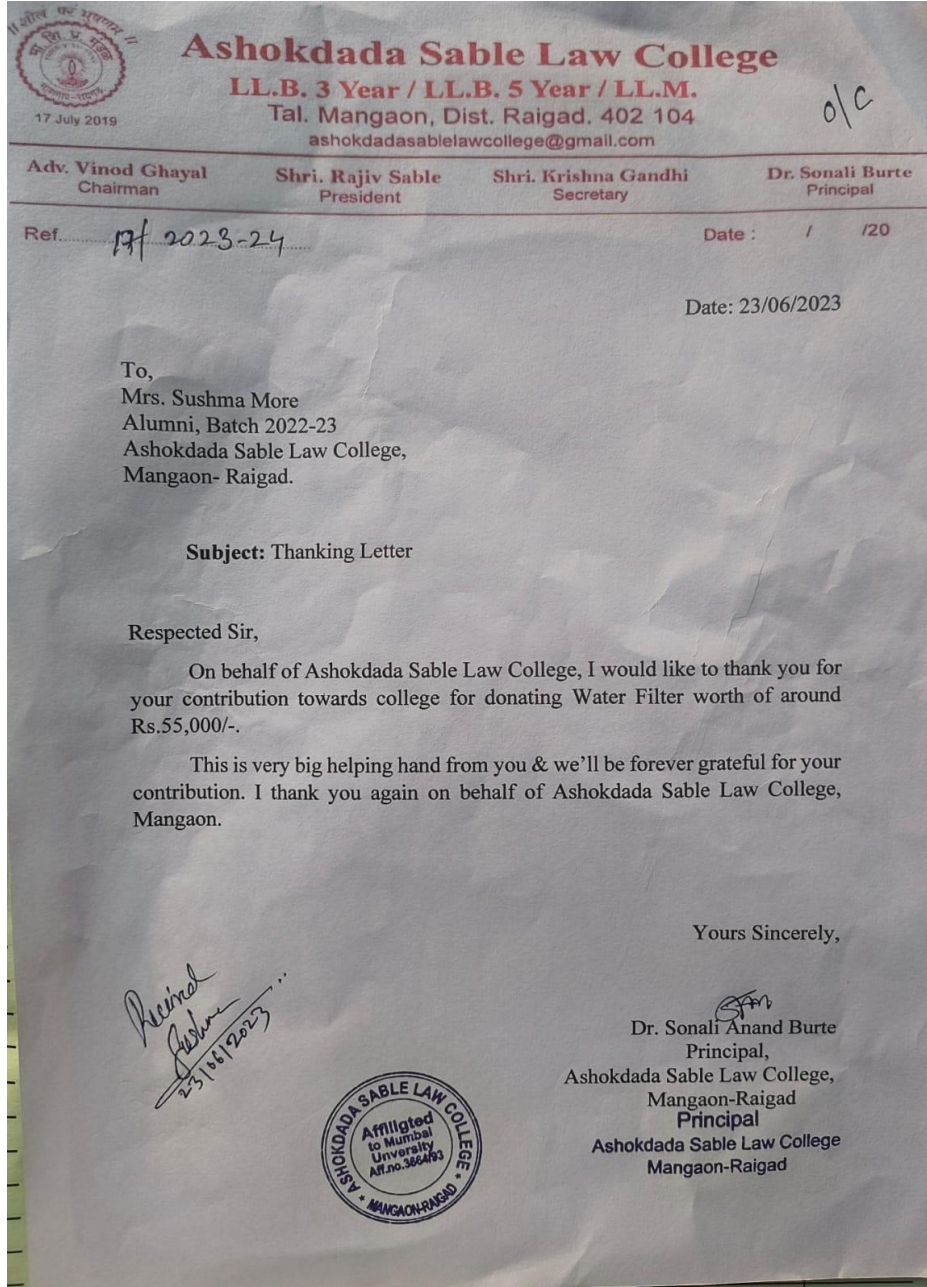 ॥ शीलं परं भूषणम ॥
17 July 2019
Ashokdada Sable Law College
LL.B. 3 Year / LL.B. 5 Year / LL.M.
Tal. Mangaon, Dist. Raigad. 402 104
ashokdadasablelawcollege@gmail.com
O/C
Adv. Vinod Ghayal
Chairman
Shri. Rajiv Sable
President
Shri. Krishna Gandhi
Secretary
Dr. Sonali Burte
Principal
Ref. 17/ 2023-24
Date : / /20
Date: 23/06/2023
To,
Mrs. Sushma More
Alumni, Batch 2022-23
Ashokdada Sable Law College,
Mangaon- Raigad.
Subject: Thanking Letter
Respected Sir,
On behalf of Ashokdada Sable Law College, I would like to thank you for
your contribution towards college for donating Water Filter worth of around
Rs.55,000/-.
This is very big helping hand from you & we'll be forever grateful for your
contribution. I thank you again on behalf of Ashokdada Sable Law College,
Mangaon.
Yours Sincerely,
Received
23/06/2023
Dr. Sonali Anand Burte
Principal,
Ashokdada Sable Law College,
Mangaon-Raigad
Principal
Ashokdada Sable Law College
Mangaon-Raigad
ASHOKDADA SABLE LAW COLLEGE
Affiligted
to Mumbai
Unversity
Aff.no.3664/93
MANGAON-RAIGAD